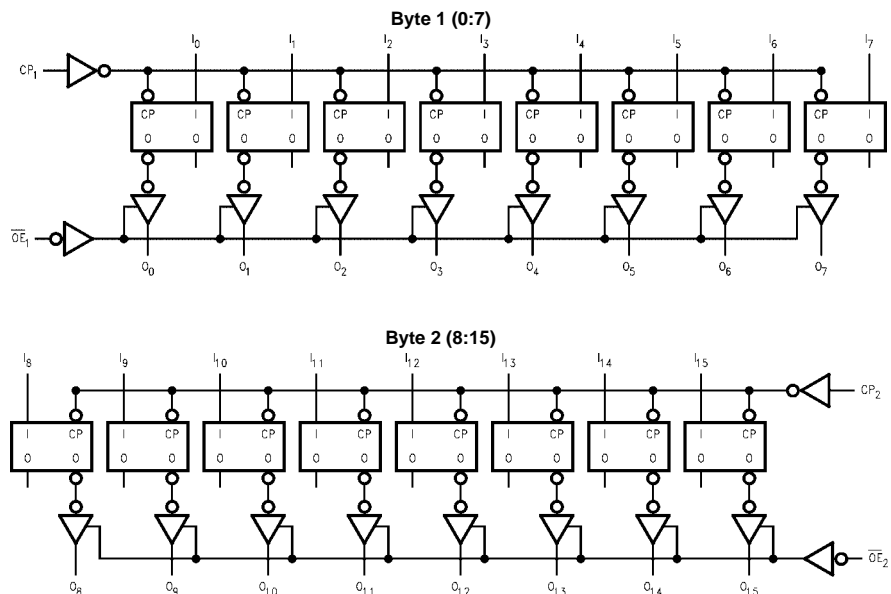 Byte 1 (0:7)
I0 I1 I2 I3 I4 I5 I6 I7
CP1
CP I CP I CP I CP I CP I CP I CP I CP I
O O O O O O O O O O O O O O O O
OE1
O0 O1 O2 O3 O4 O5 O6 O7
Byte 2 (8:15)
I8 I9 I10 I11 I12 I13 I14 I15
CP2
I CP I CP I CP I CP I CP I CP I CP I CP
O O O O O O O O O O O O O O O O
OE2
O8 O9 O10 O11 O12 O13 O14 O15